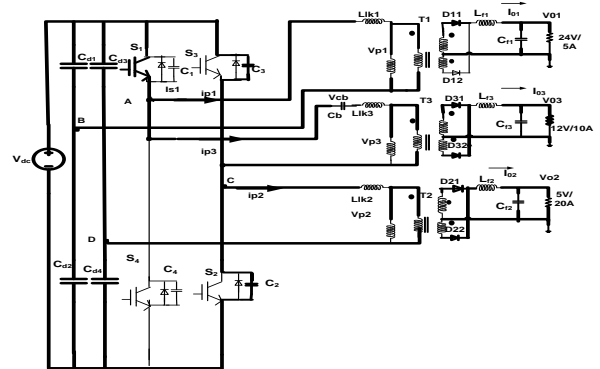 Llk1 T1 D11 Lf1 I01 V01
S1 S3
Cd1 Cd3 C1 C3 Vp1 Cf1 24V/
5A
Is1 D12
A ip1 Vcb T3 D31 Lf3 I03 V03
B Cb Llk3
ip3 Vp3 D32 Cf3 12V/10A
Vdc
C D21 Lf2 I02 Vo2
ip2 Llk2 T2 5V/
20A
Vp2 Cf2
D D22
S4 C4 S2
Cd2 Cd4 C2